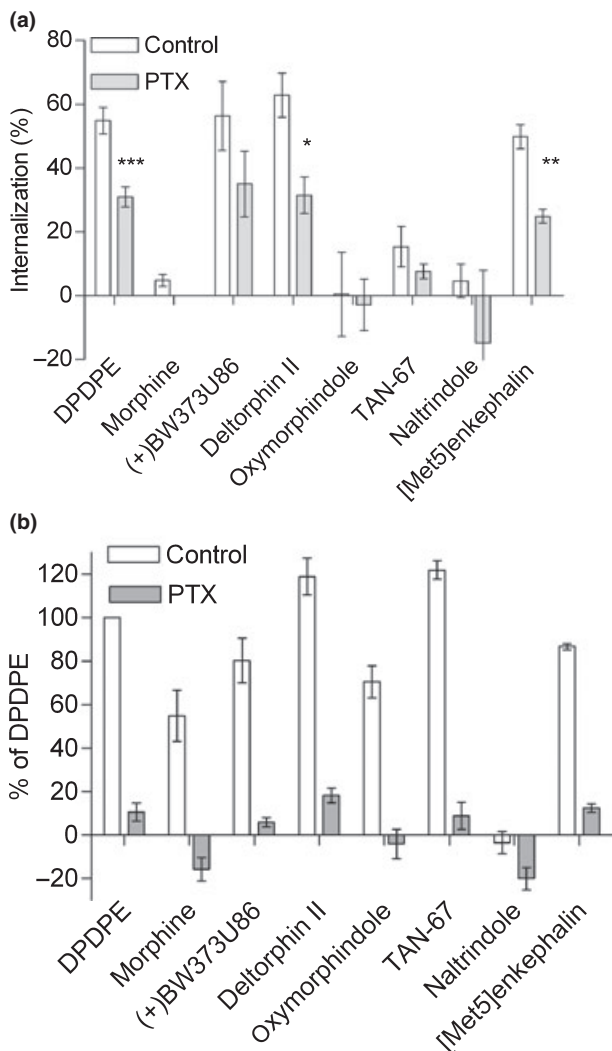 (a)
80
60
40
20
0
–20
Internalization (%)
Control
PTX
***
*
**
DPDPE
Morphine
(+)BW373U86
Deltorphin II
Oxymorphindole
TAN-67
Naltrindole
[Met5]enkephalin
(b)
120
100
80
60
40
20
0
–20
% of DPDPE
Control
PTX
DPDPE
Morphine
(+)BW373U86
Deltorphin II
Oxymorphindole
TAN-67
Naltrindole
[Met5]enkephalin